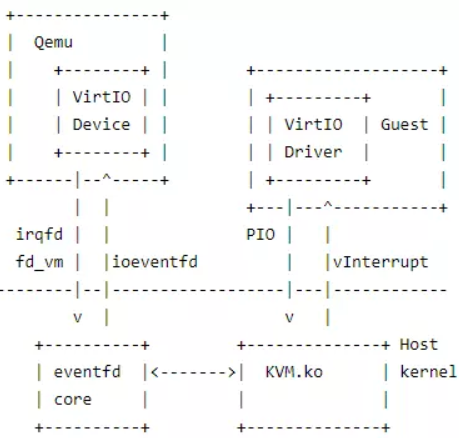 Qemu
VirtIO
Device
VirtIO Guest
Driver
irqfd
fd_vm
ioeventfd
PIO
vInterrupt
v
v
Host
kernel
eventfd
core
KVM.ko